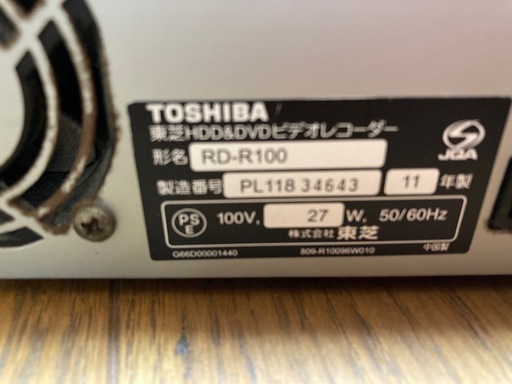 TOSHIBA
東芝HDD&DVDビデオレコーダー
形名 RD-R100
製造番号 PL118 34643 11 年製
JQA
PS E 100V, 27 W, 50/60Hz
株式会社 東芝
G66D00001440 809-R10096W010 中国製